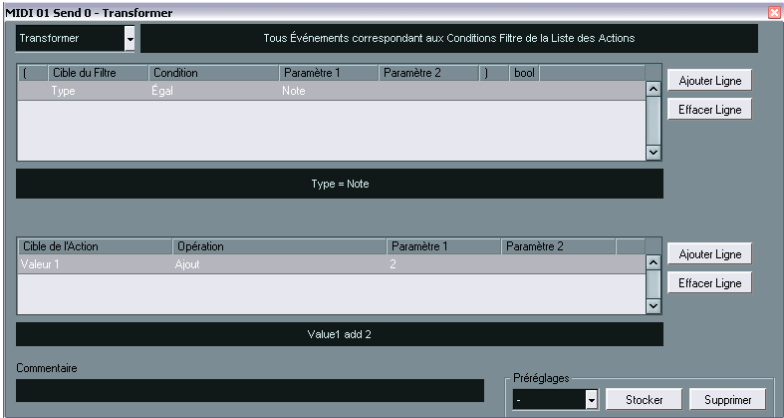 MIDI 01 Send 0 - Transformer
Transformer
Tous Événements correspondant aux Conditions Filtre de la Liste des Actions
( Cible du Filtre Condition Paramètre 1 Paramètre 2 ) bool
Type Égal Note
Ajouter Ligne
Effacer Ligne
Type = Note
Cible de l'Action Opération Paramètre 1 Paramètre 2
Valeur 1 Ajout 2
Ajouter Ligne
Effacer Ligne
Value1 add 2
Commentaire
Préréglages
- Stocker Supprimer